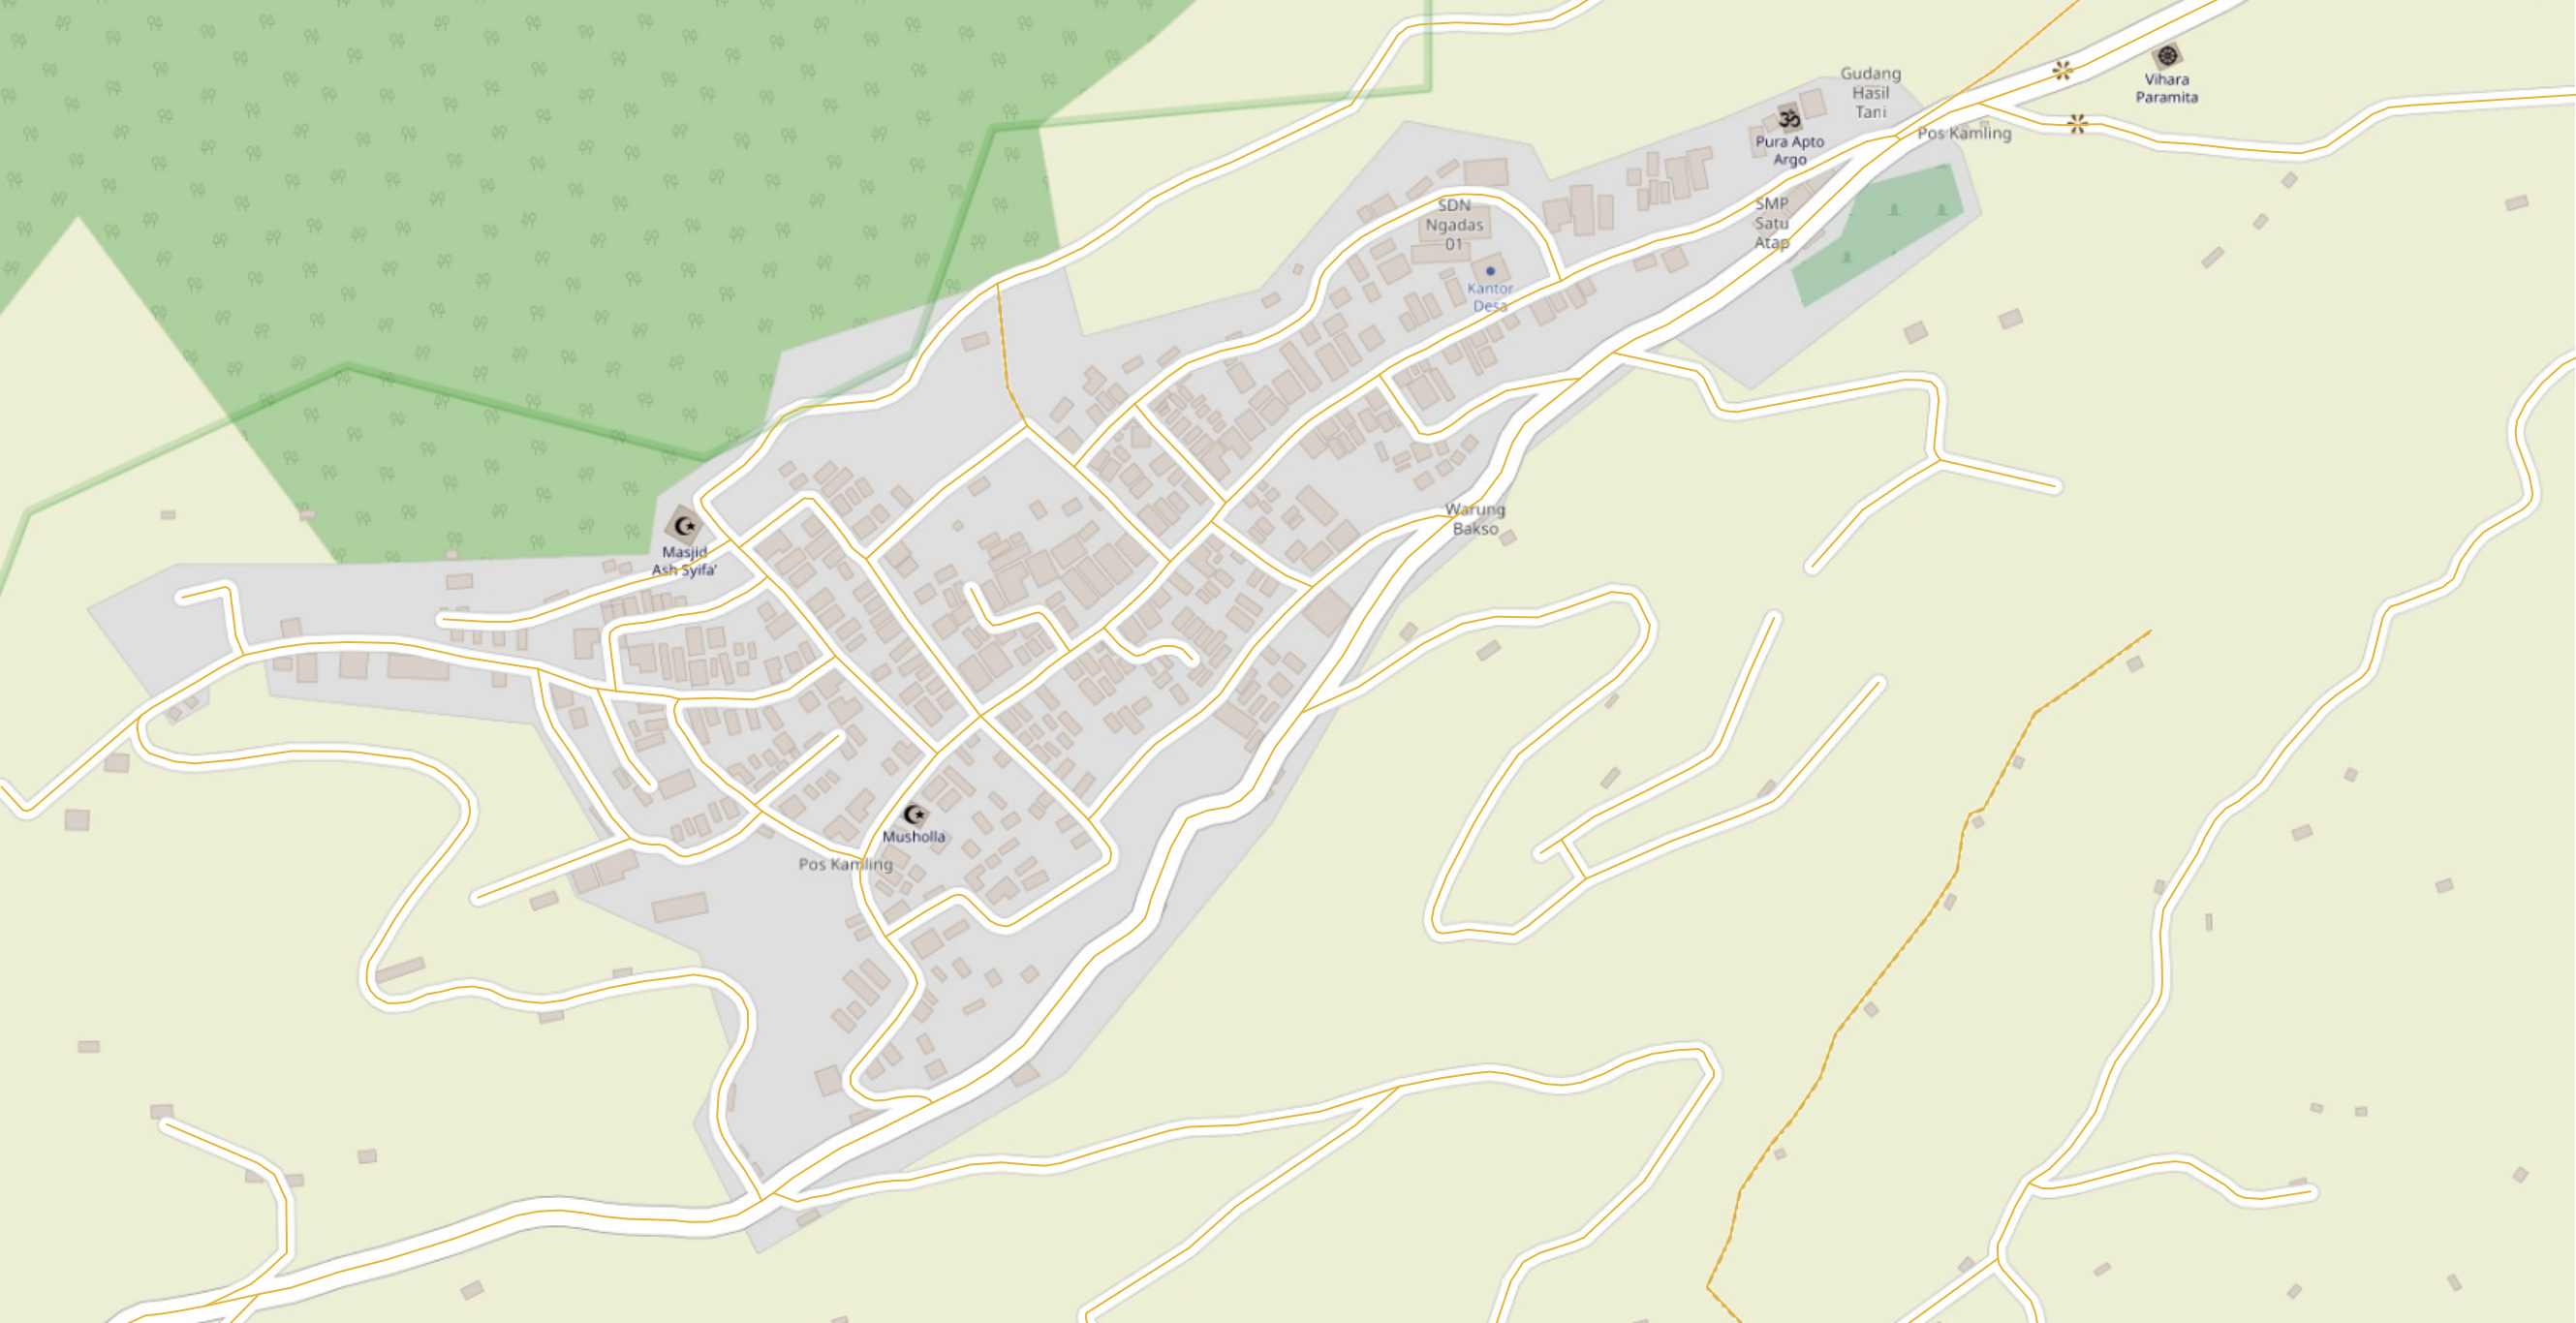 Vihara
Paramita
Gudang
Hasil
Tani
Pos Kamling
Pura Apto
Argo
SMP
Satu
Atap
SDN
Ngadas
01
Kantor
Desa
Warung
Bakso
Masjid
Ash Syifa'
Musholla
Pos Kamling